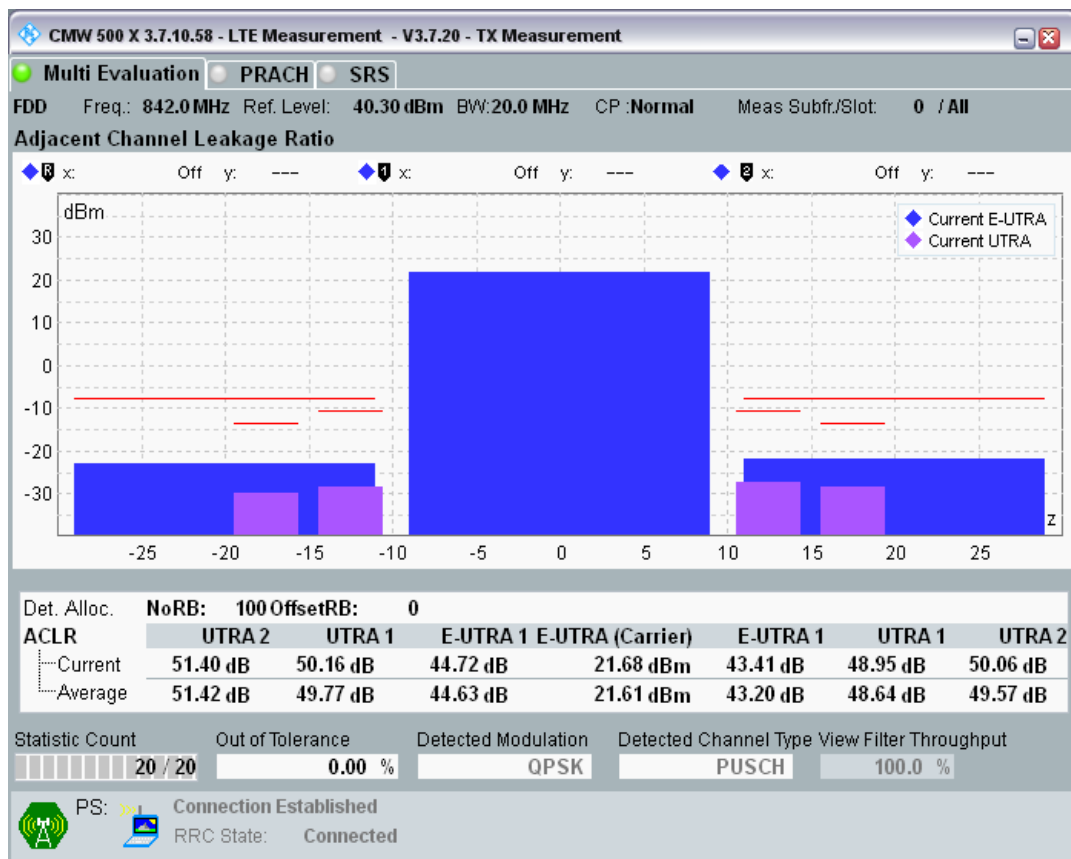 CMW 500 X 3.7.10.58 - LTE Measurement - V3.7.20 - TX Measurement
Multi Evaluation PRACH SRS
FDD Freq.: 842.0 MHz Ref. Level: 40.30 dBm BW: 20.0 MHz CP :Normal Meas Subfr./Slot: 0 / All
Adjacent Channel Leakage Ratio
R x: Off y: --- 1 x: Off y: --- 2 x: Off y: ---
dBm
Current E-UTRA
Current UTRA
30
20
10
0
-10
-20
-30
z
-25 -20 -15 -10 -5 0 5 10 15 20 25
Det. Alloc. NoRB: 100 OffsetRB: 0
ACLR UTRA 2 UTRA 1 E-UTRA 1 E-UTRA (Carrier) E-UTRA 1 UTRA 1 UTRA 2
Current 51.40 dB 50.16 dB 44.72 dB 21.68 dBm 43.41 dB 48.95 dB 50.06 dB
Average 51.42 dB 49.77 dB 44.63 dB 21.61 dBm 43.20 dB 48.64 dB 49.57 dB
Statistic Count Out of Tolerance Detected Modulation Detected Channel Type View Filter Throughput
20 / 20 0.00 % QPSK PUSCH 100.0 %
PS: Connection Established
RRC State: Connected